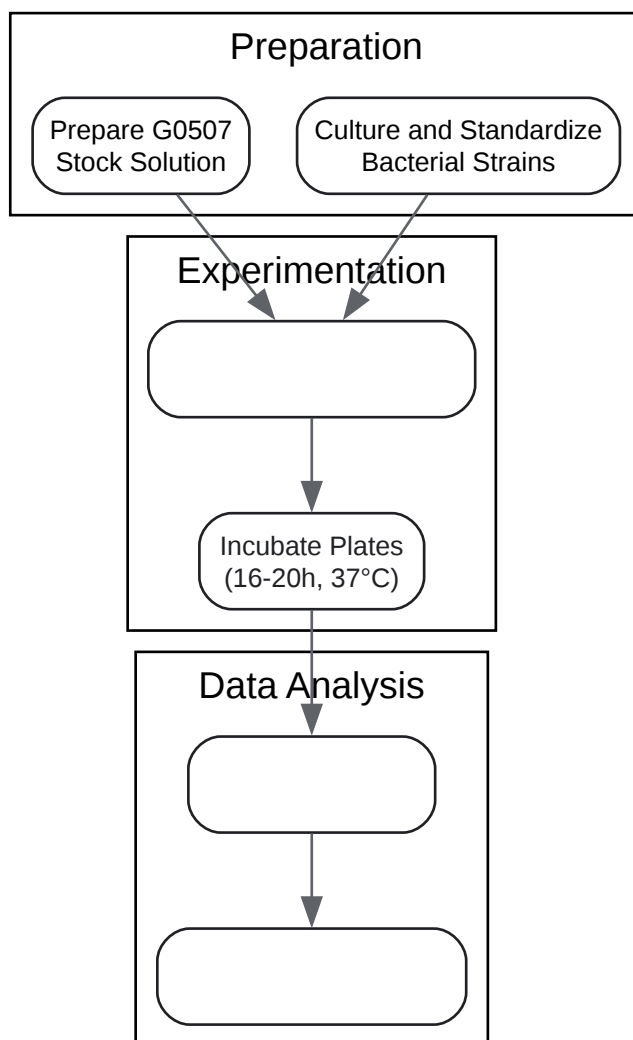 Preparation
Prepare G0507
Stock Solution
Culture and Standardize
Bacterial Strains
Experimentation
Incubate Plates
(16-20h, 37°C)
Data Analysis